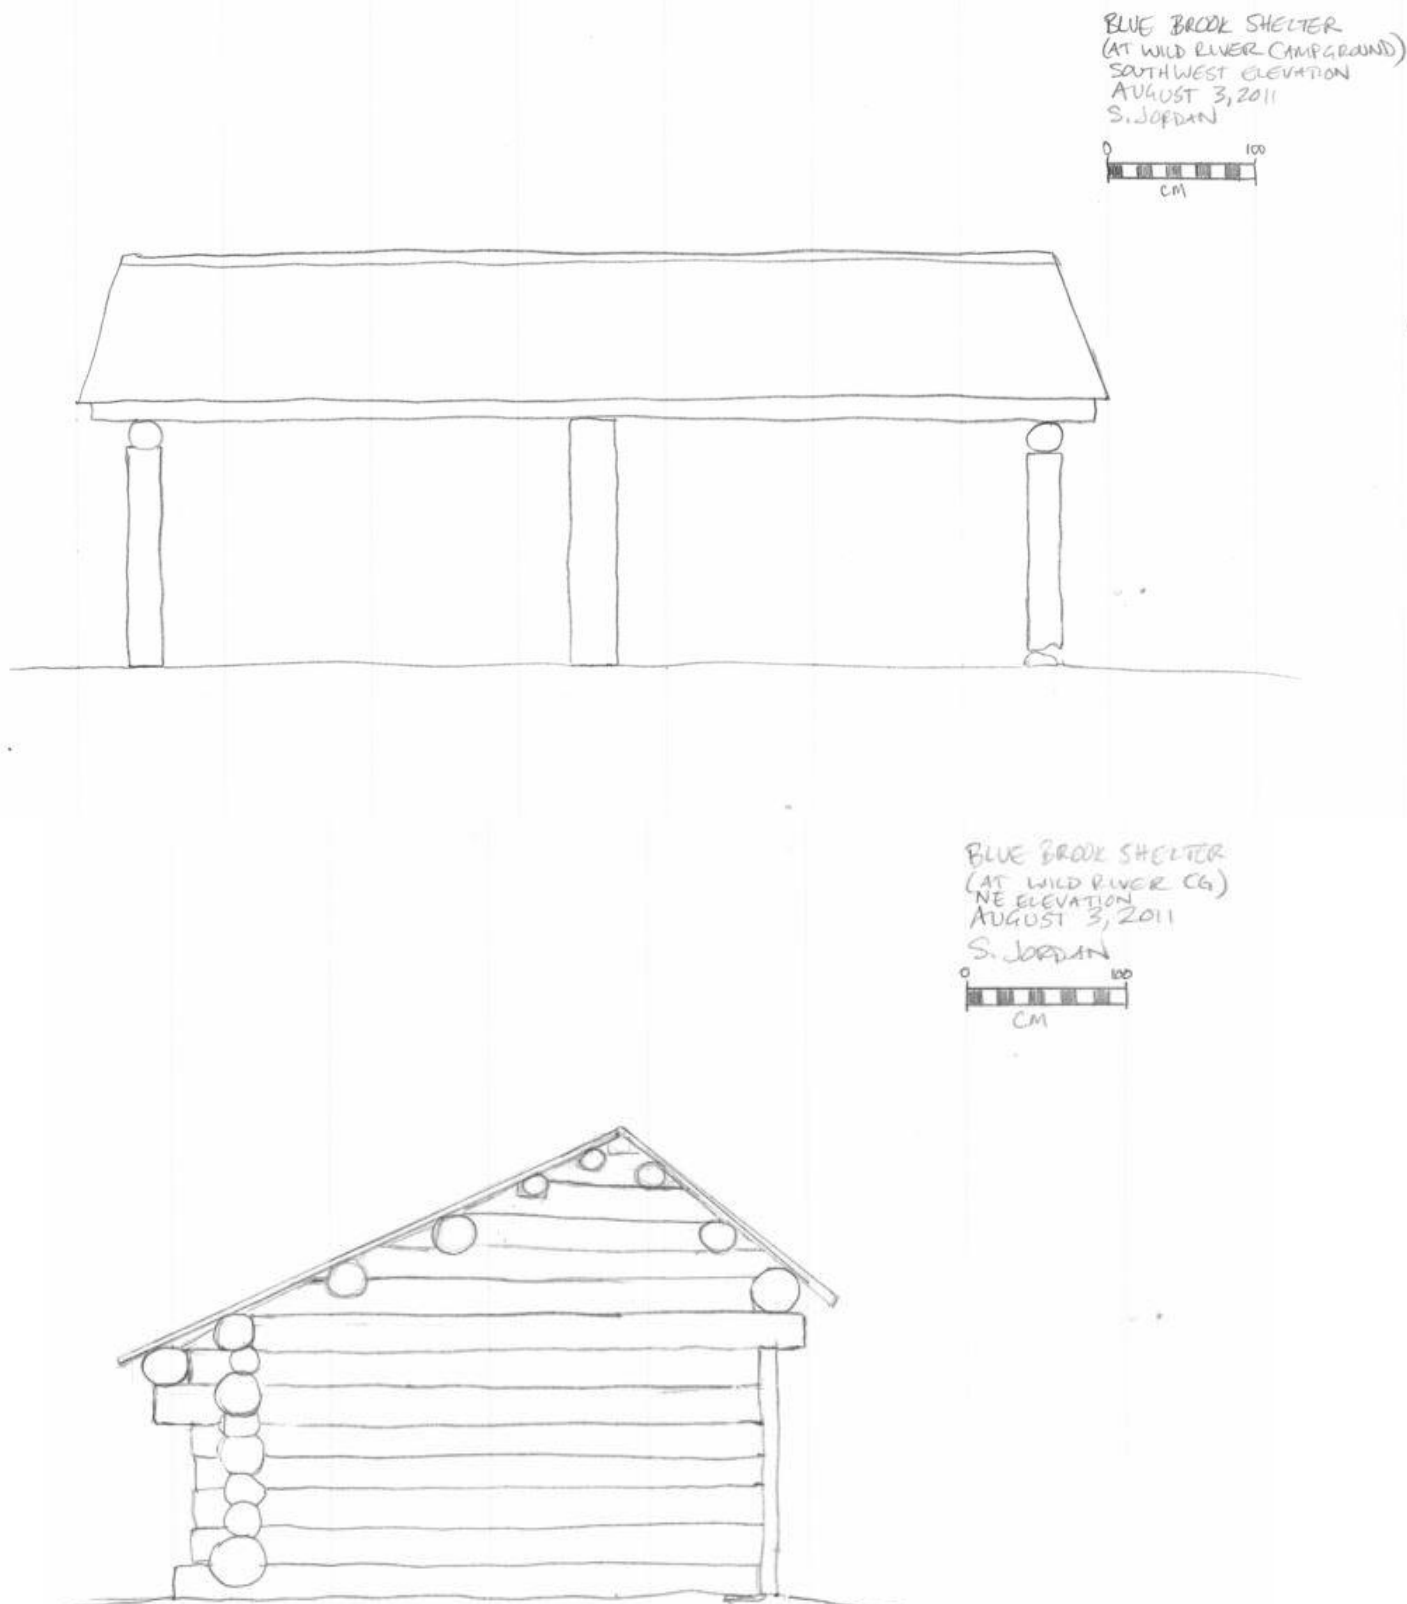 BLUE BROOK SHELTER
(AT WILD RIVER CAMPGROUND)
SOUTHWEST ELEVATION
AUGUST 3, 2011
S. JORDAN
0 100
CM
BLUE BROOK SHELTER
(AT WILD RIVER CG)
NE ELEVATION
AUGUST 3, 2011
S. JORDAN
0 100
CM